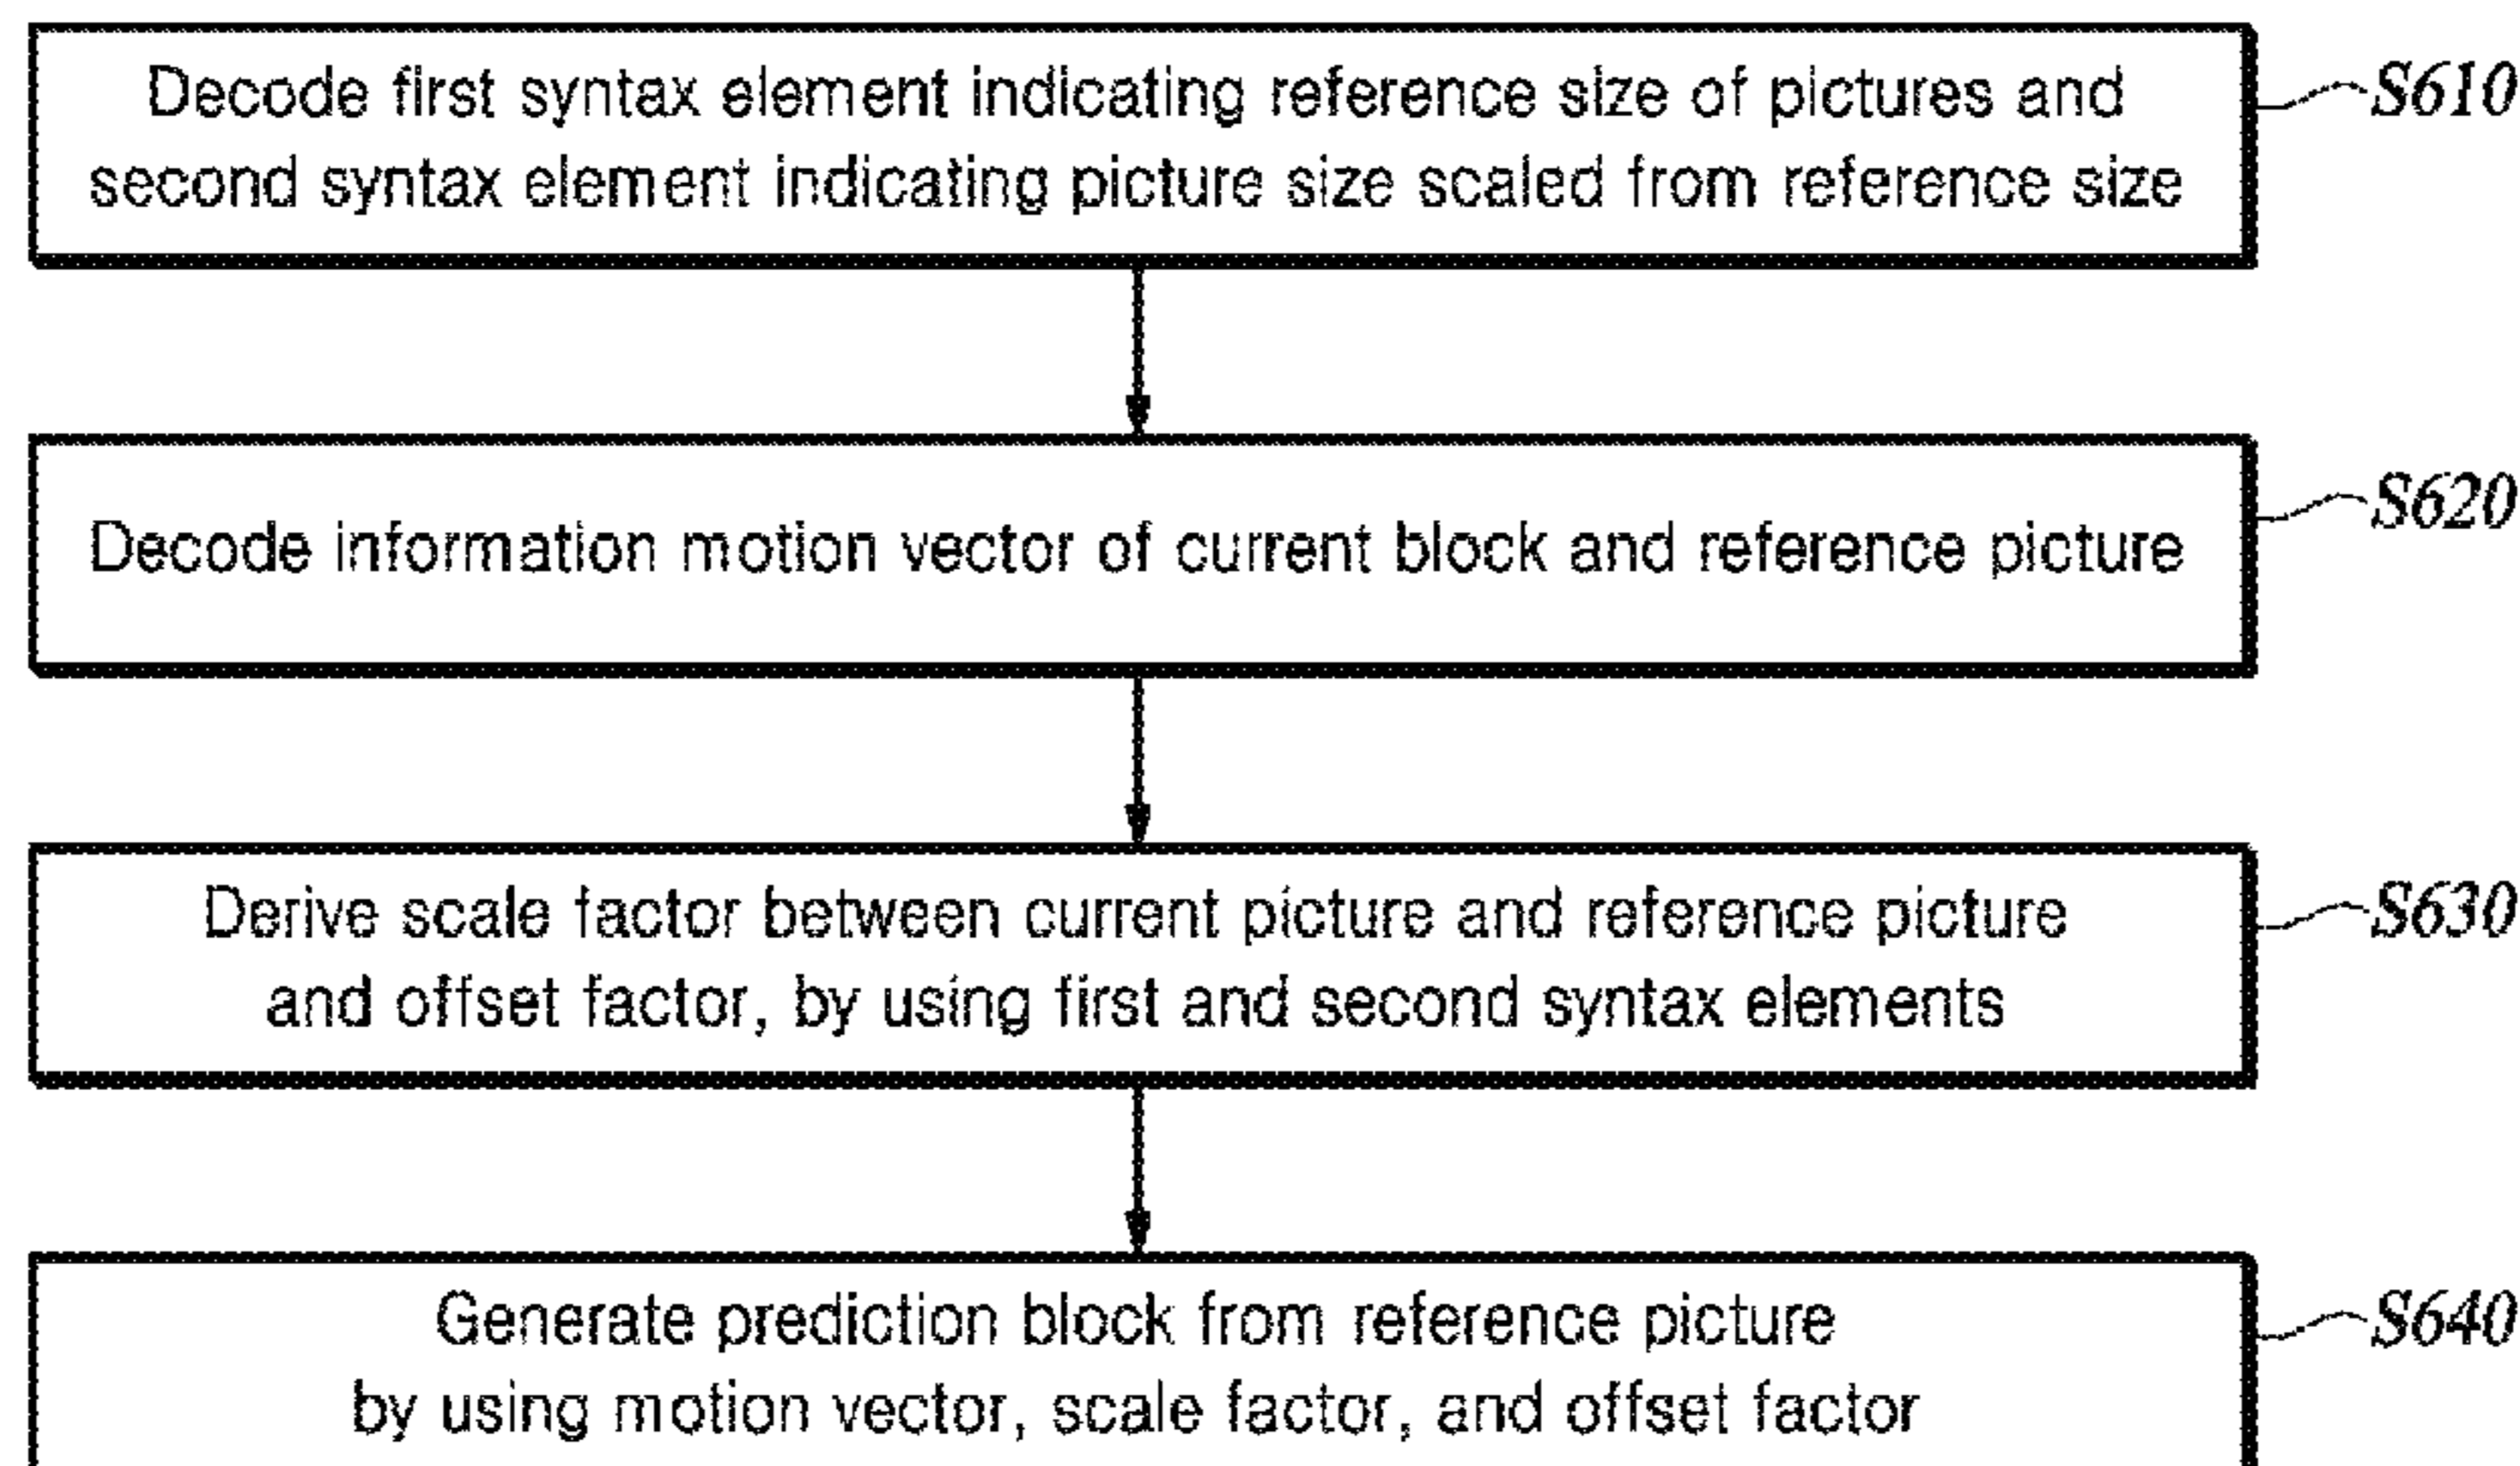 Decode first syntax element indicating reference size of pictures and
second syntax element indicating picture size scaled from reference size
S610
Decode information motion vector of current block and reference picture
S620
Derive scale factor between current picture and reference picture
and offset factor, by using first and second syntax elements
S630
Generate prediction block from reference picture
by using motion vector, scale factor, and offset factor
S640